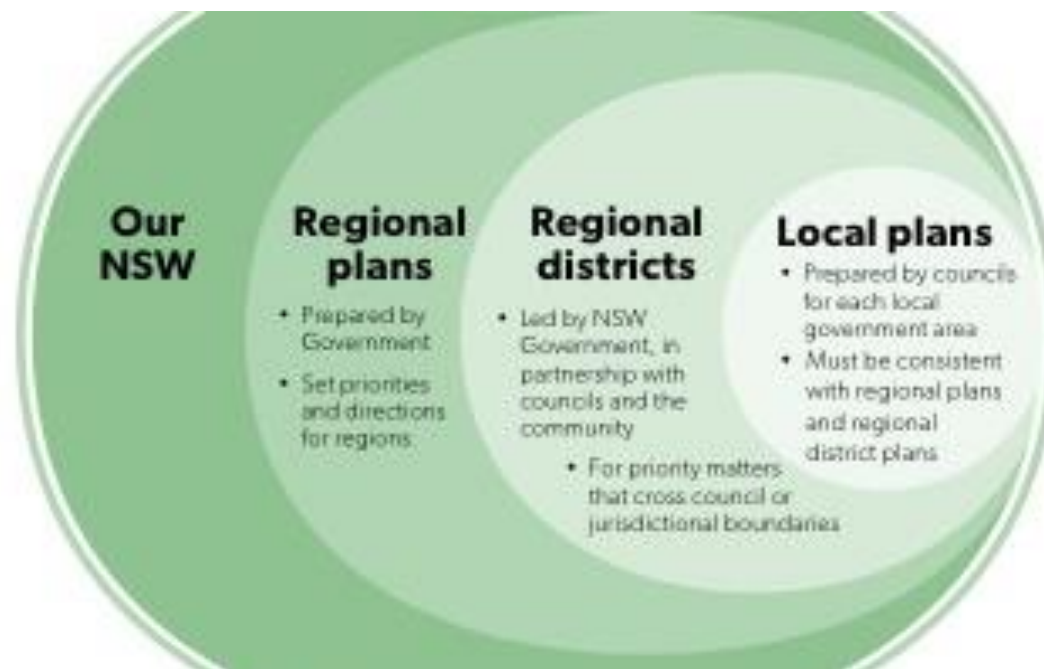 Our
NSW
Regional
plans
• Prepared by
Government
• Set priorities
and directions
for regions
Regional
districts
• Led by NSW
Government, in
partnership with
councils and the
community
• For priority matters
that cross council or
jurisdictional boundaries
Local plans
• Prepared by councils
for each local
government area
• Must be consistent
with regional plans
and regional
district plans